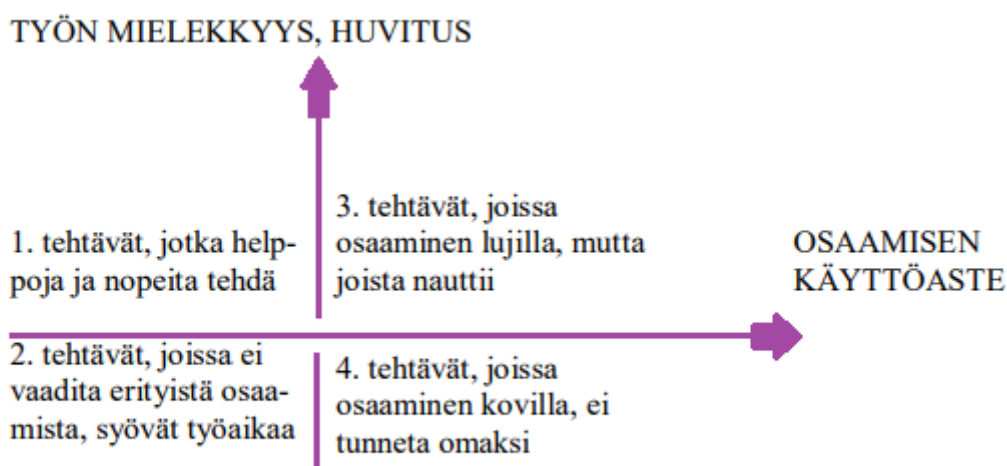 TYÖN MIELEKKYYS, HUVITUS
1. tehtävät, jotka help-
poja ja nopeita tehdä
3. tehtävät, joissa
osaaminen lujilla, mutta
joista nauttii
OSAAMISEN
KÄYTTÖASTE
2. tehtävät, joissa ei
vaadita erityistä osaa-
mista, syövät työaikaa
4. tehtävät, joissa
osaaminen kovilla, ei
tunneta omaksi